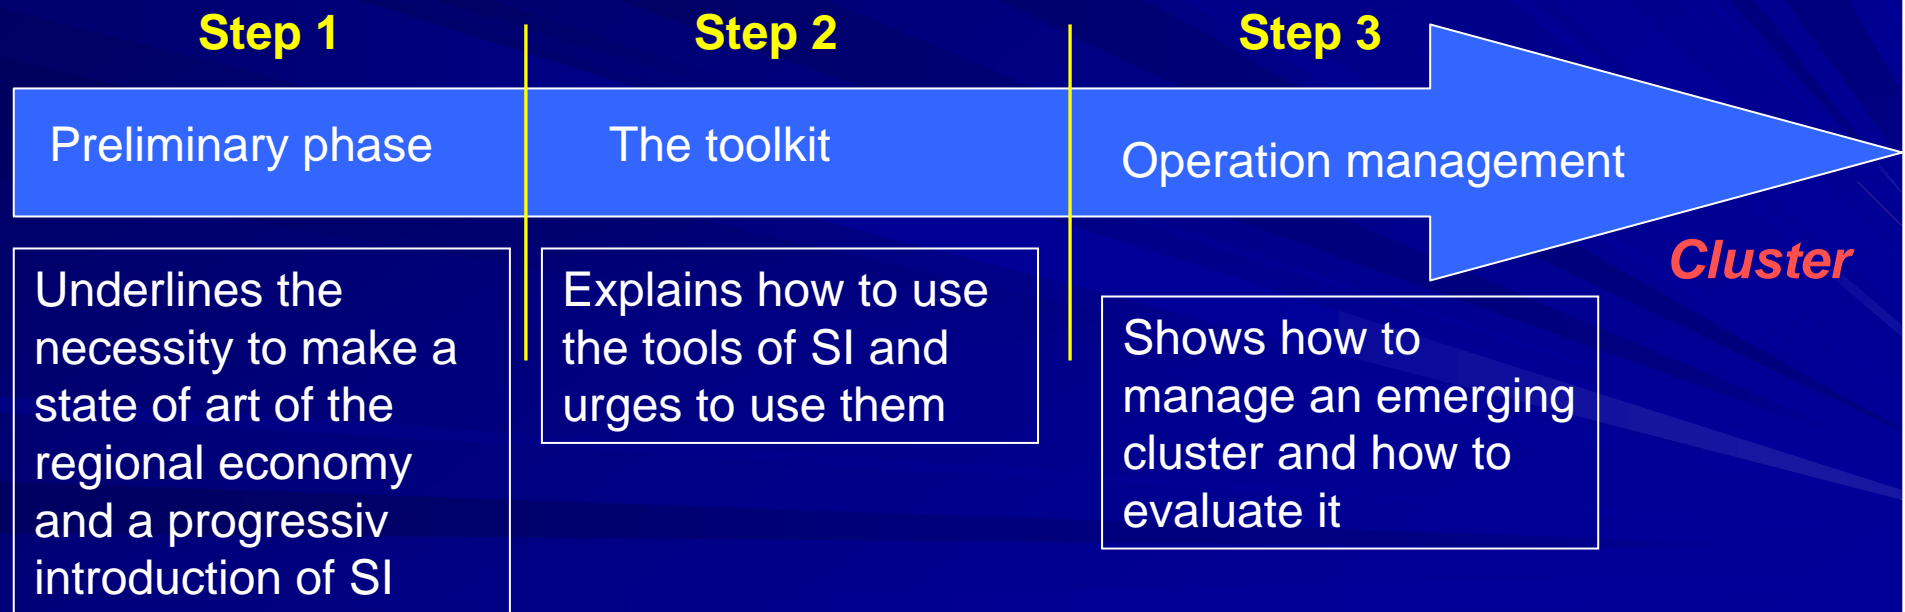 Step 1
Step 2
Step 3
Preliminary phase
The toolkit
Operation management
Cluster
Underlines the
necessity to make a
state of art of the
regional economy
and a progressiv
introduction of SI
Explains how to use
the tools of SI and
urges to use them
Shows how to
manage an emerging
cluster and how to
evaluate it